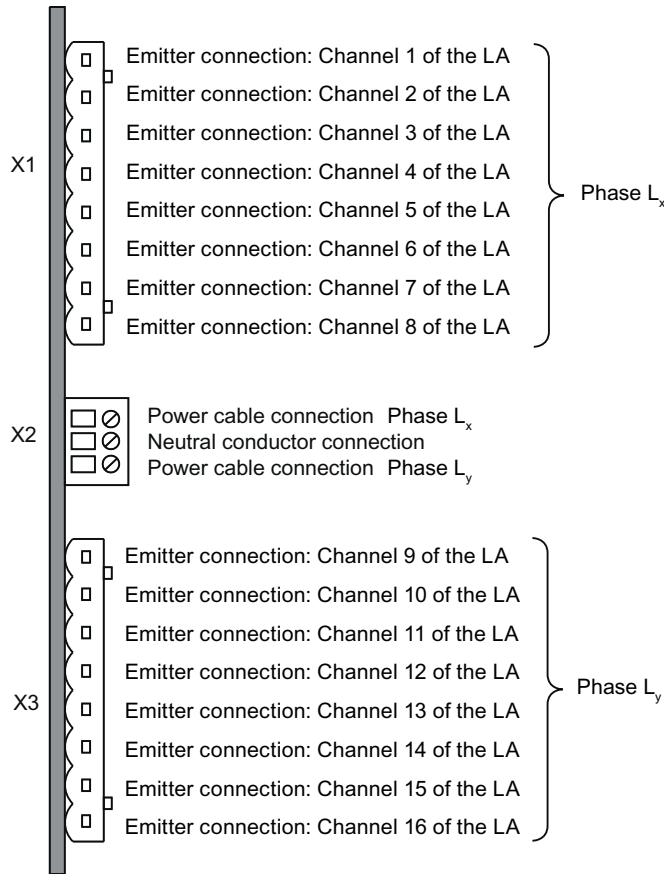 Emitter connection: Channel 1 of the LA
Emitter connection: Channel 2 of the LA
Emitter connection: Channel 3 of the LA
X1
Emitter connection: Channel 4 of the LA
Phase Lx
Emitter connection: Channel 5 of the LA
Emitter connection: Channel 6 of the LA
Emitter connection: Channel 7 of the LA
Emitter connection: Channel 8 of the LA
X2
Power cable connection Phase Lx
Neutral conductor connection
Power cable connection Phase Ly
Emitter connection: Channel 9 of the LA
Emitter connection: Channel 10 of the LA
Emitter connection: Channel 11 of the LA
Emitter connection: Channel 12 of the LA
X3
Phase Ly
Emitter connection: Channel 13 of the LA
Emitter connection: Channel 14 of the LA
Emitter connection: Channel 15 of the LA
Emitter connection: Channel 16 of the LA